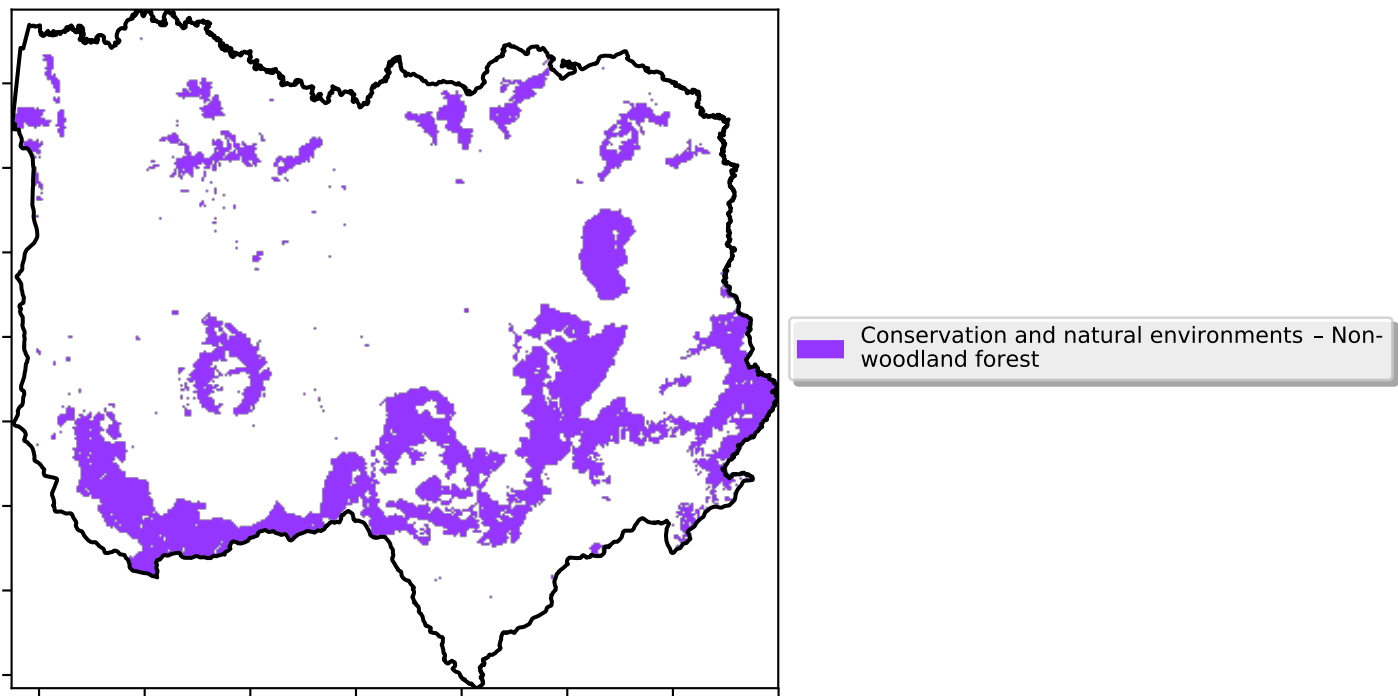 Conservation and natural environments – Non-
woodland forest